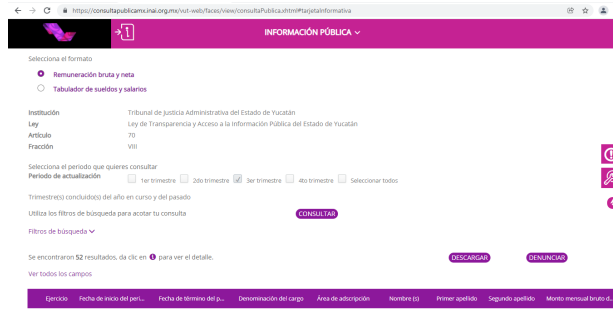 https://consultapublicamx.inai.org.mx/vut-web/faces/view/consultaPublica.xhtml#tarjetaInformativa
INFORMACIÓN PÚBLICA
Selecciona el formato
Remuneración bruta y neta
Tabulador de sueldos y salarios
Institución Tribunal de Justicia Administrativa del Estado de Yucatán
Ley Ley de Transparencia y Acceso a la Información Pública del Estado de Yucatán
Artículo 70
Fracción VIII
Selecciona el periodo que quieres consultar
Periodo de actualización 1er trimestre 2do trimestre 3er trimestre 4to trimestre Seleccionar todos
Trimestre(s) concluido(s) del año en curso y del pasado
Utiliza los filtros de búsqueda para acotar tu consulta CONSULTAR
Filtros de búsqueda
Se encontraron 52 resultados, da clic en i para ver el detalle. DESCARGAR DENUNCIAR
Ver todos los campos
Ejercicio Fecha de inicio del peri... Fecha de término del p... Denominación del cargo Área de adscripción Nombre (s) Primer apellido Segundo apellido Monto mensual bruto d...